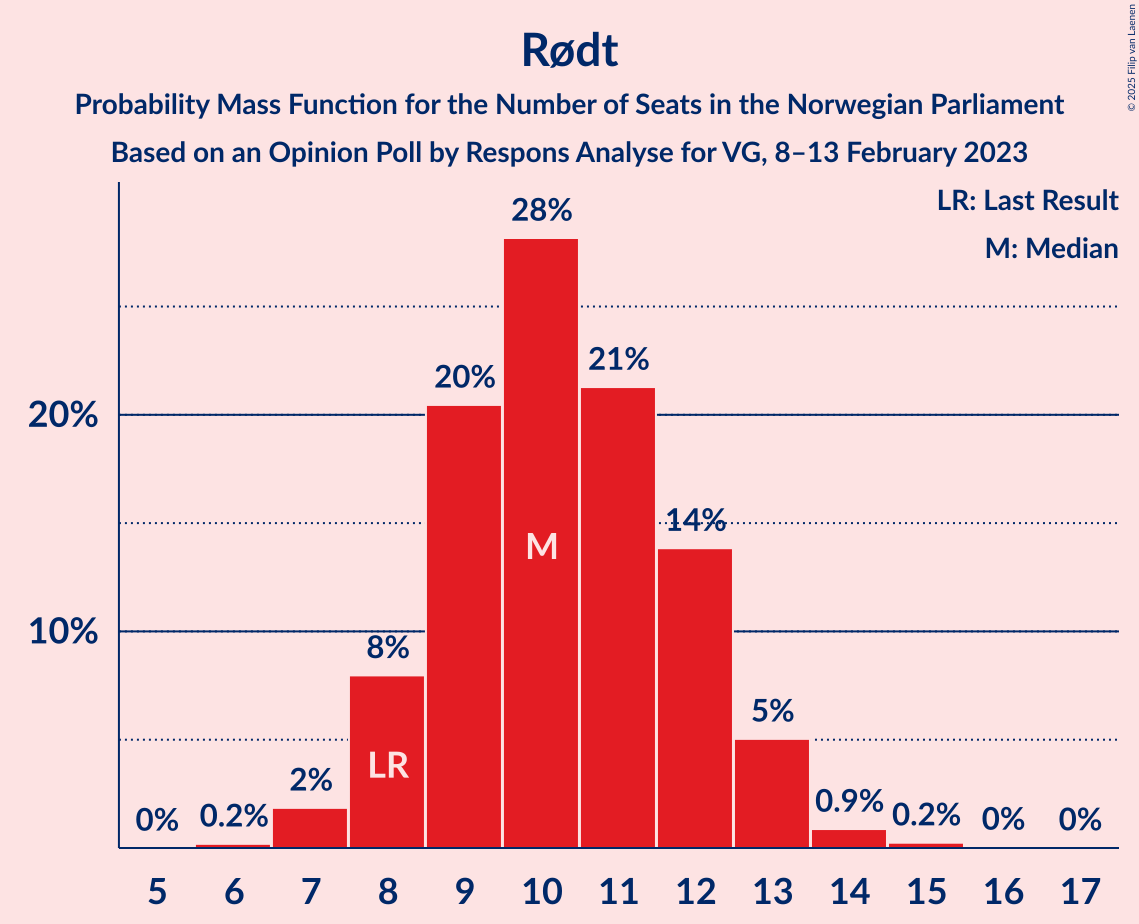 Rødt
Probability Mass Function for the Number of Seats in the Norwegian Parliament
Based on an Opinion Poll by Respons Analyse for VG, 8–13 February 2023
© 2025 Filip van Laenen
LR: Last Result
M: Median
28%
21%
20%
20%
14%
M
10%
8%
5%
LR
2%
0% 0.2% 0.9% 0.2% 0% 0%
5 6 7 8 9 10 11 12 13 14 15 16 17